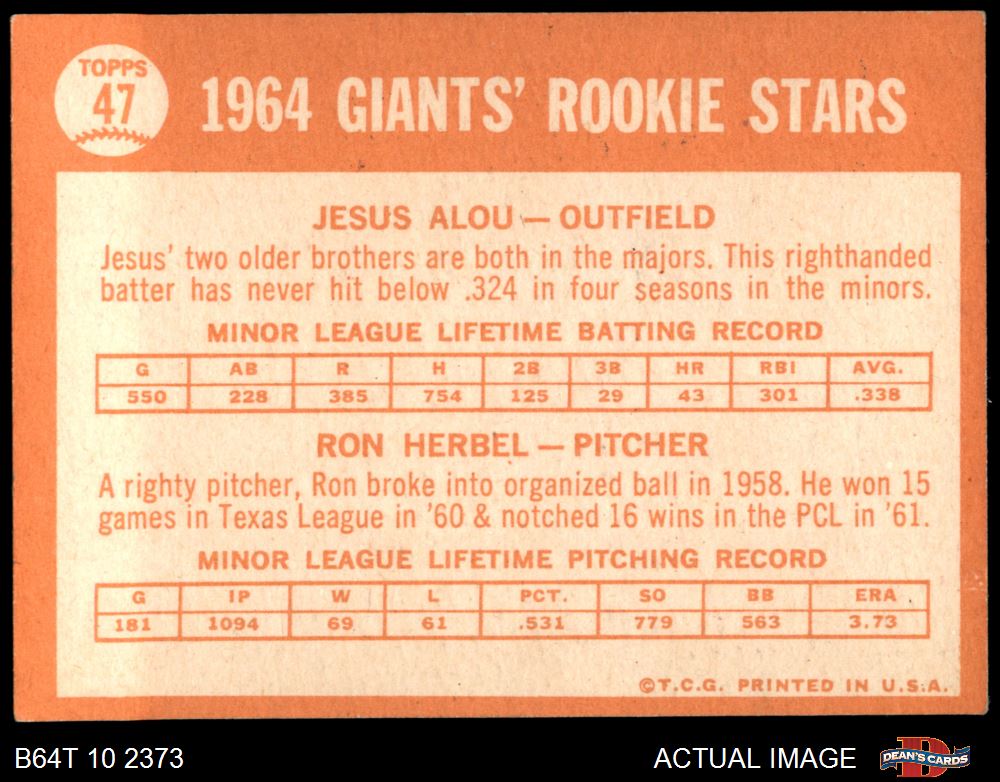 TOPPS
47
1964 GIANTS' ROOKIE STARS
JESUS ALOU — OUTFIELD
Jesus' two older brothers are both in the majors. This righthanded
batter has never hit below .324 in four seasons in the minors.
MINOR LEAGUE LIFETIME BATTING RECORD
G AB R H 2B 3B HR RBI AVG.
550 228 385 754 125 29 43 301 .338
RON HERBEL — PITCHER
A righty pitcher, Ron broke into organized ball in 1958. He won 15
games in Texas League in '60 & notched 16 wins in the PCL in '61.
MINOR LEAGUE LIFETIME PITCHING RECORD
G IP W L PCT. SO BB ERA
181 1094 69 61 .531 779 563 3.73
©T.C.G. PRINTED IN U.S.A.
B64T 10 2373 ACTUAL IMAGE DEAN'S CARDS